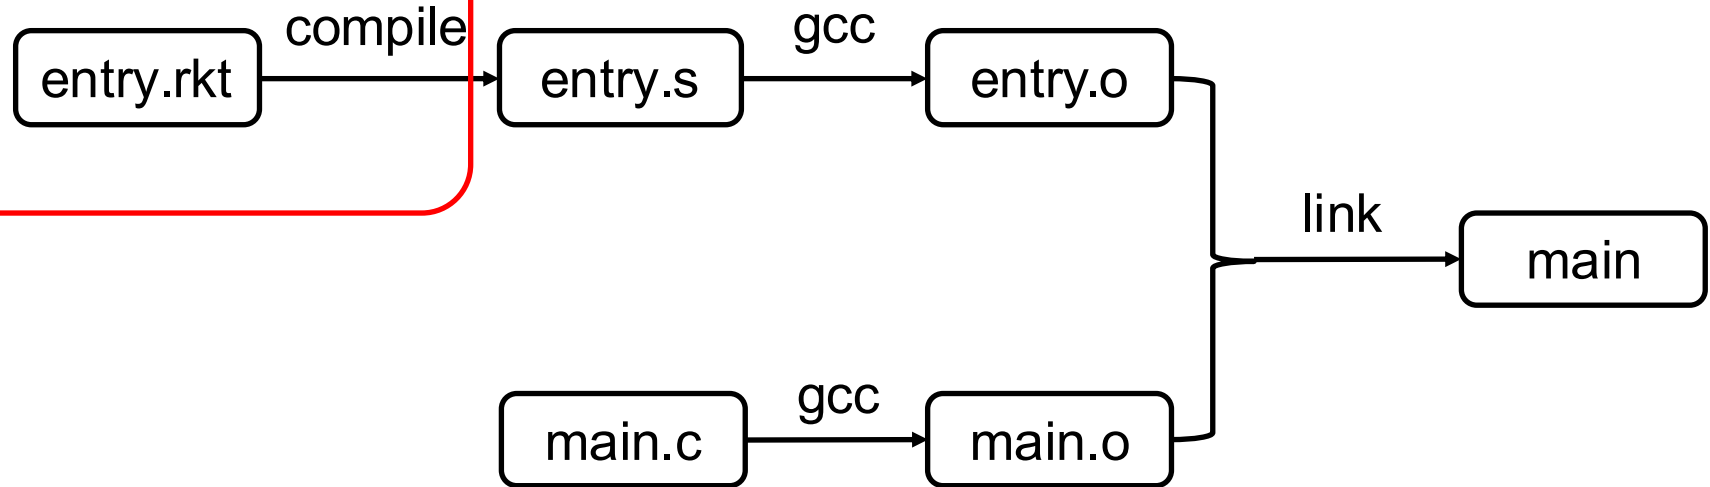 compile
gcc
entry.rkt
entry.s
entry.o
link
main
gcc
main.c
main.o